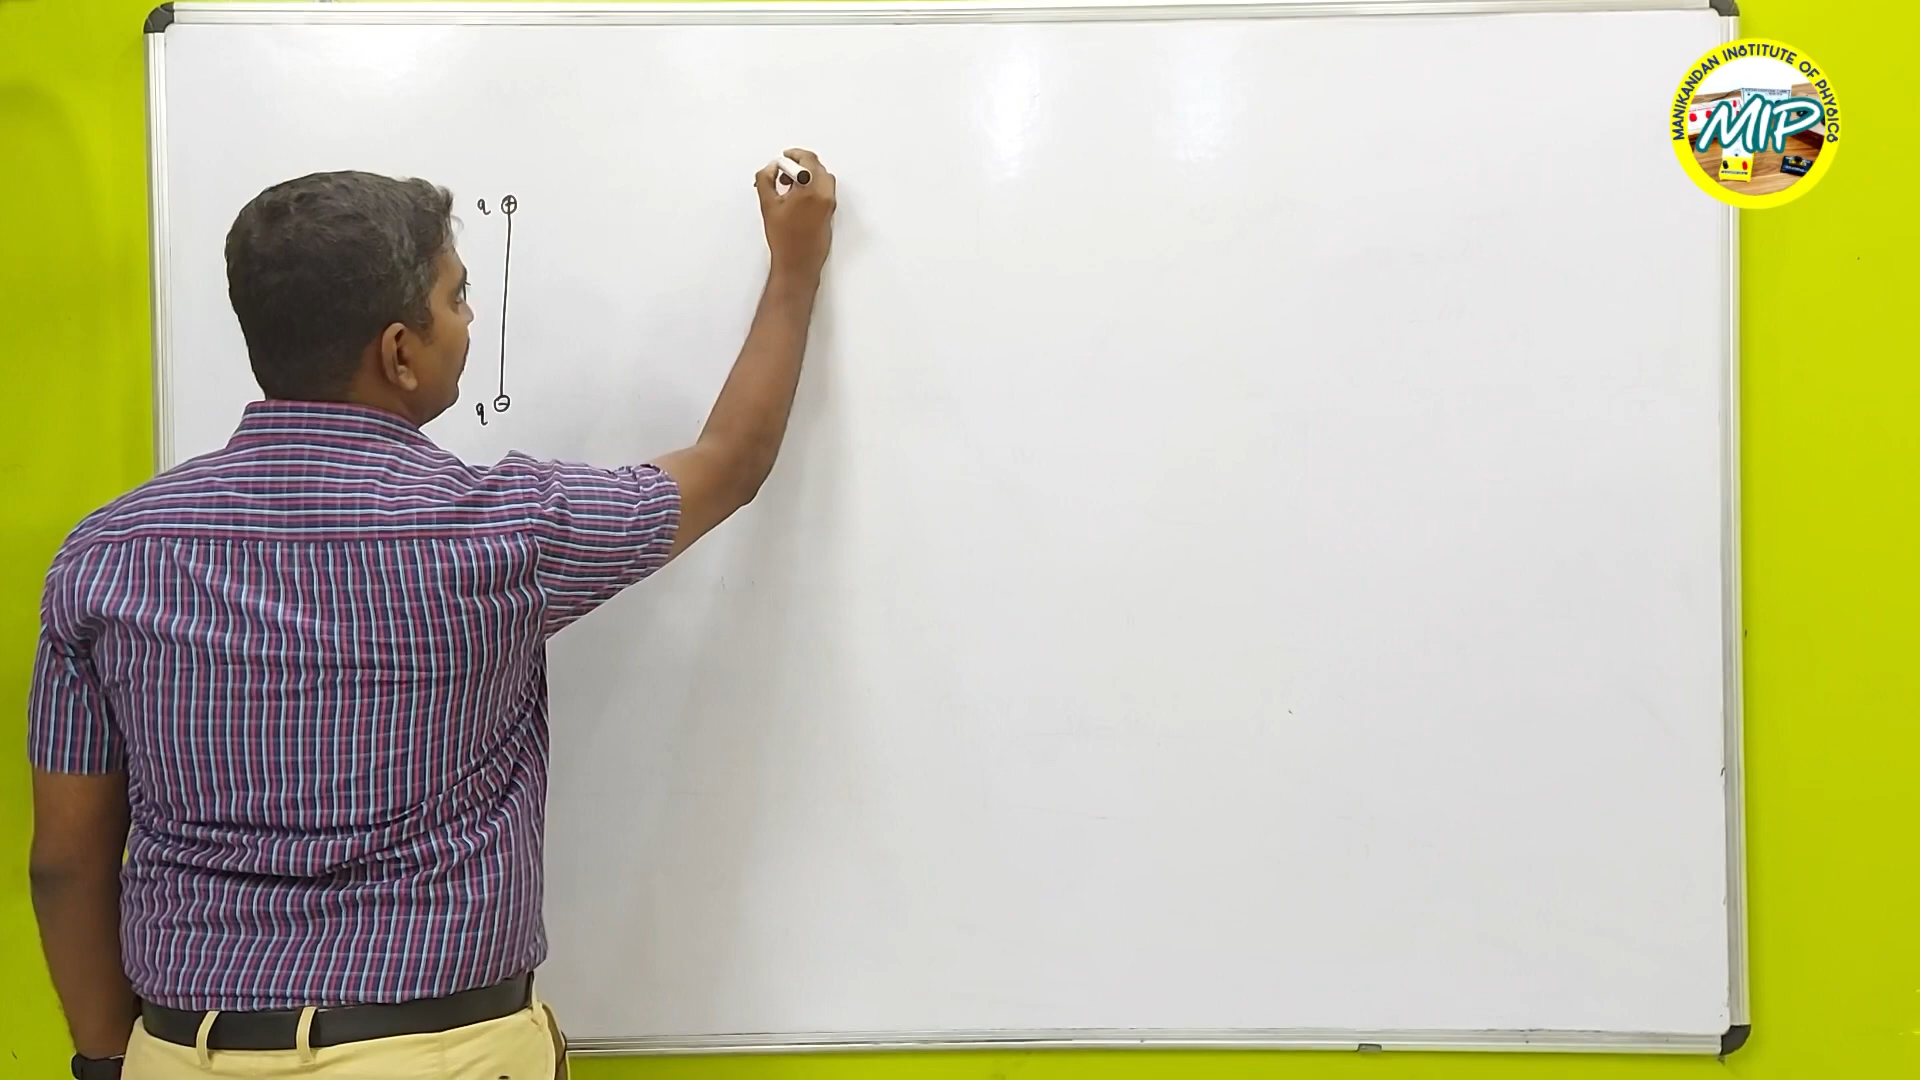 MANIKANDAN INSTITUTE OF PHYSICS
MIP
q +
q -